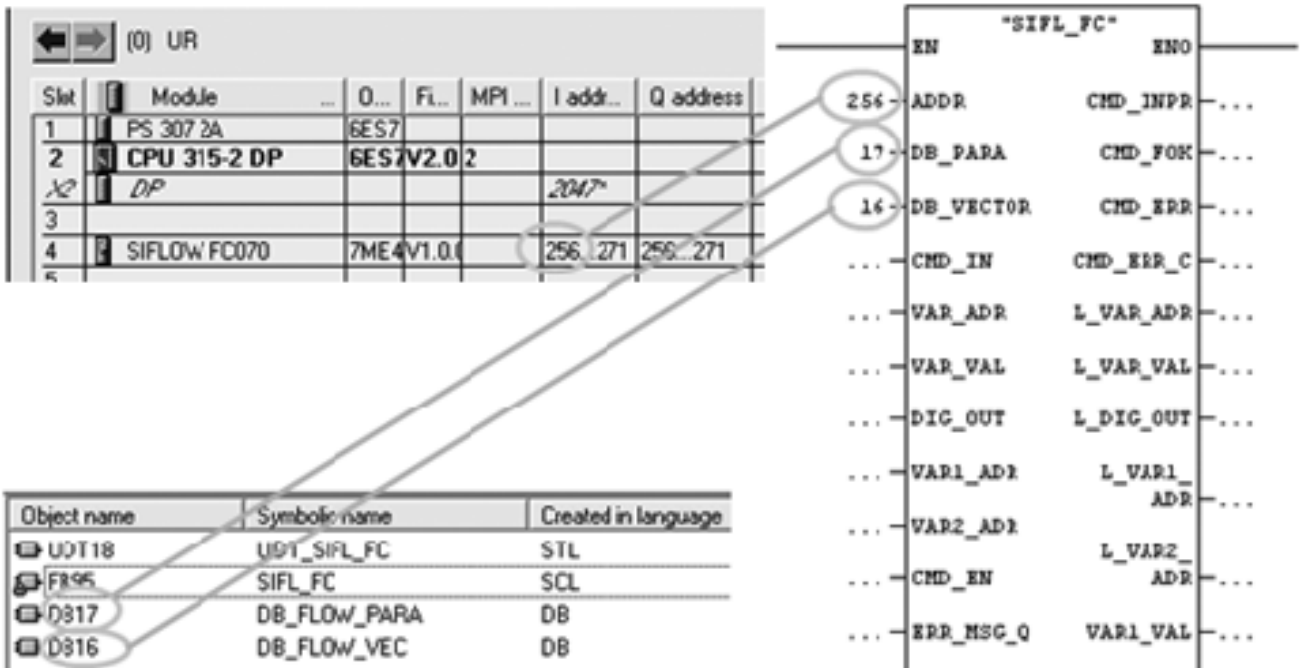 (0) UR
Slot Module ... O... Fi... MPI ... I addr... Q address
1 PS 307 2A 6ES7
2 CPU 315-2 DP 6ES7 V2.0 2
X2 DP 2047*
3
4 SIFLOW FC070 7ME4 V1.0.0 256...271 256...271
5
Object name Symbolic name Created in language
UDT18 UDT_SIFL_FC STL
FB95 SIFL_FC SCL
DB17 DB_FLOW_PARA DB
DB16 DB_FLOW_VEC DB
"SIFL_FC"
EN ENO
256 ADDR CMD_INPR ...
17 DB_PARA CMD_FOK ...
16 DB_VECTOR CMD_ERR ...
... CMD_IN CMD_ERR_C ...
... VAR_ADR L_VAR_ADR ...
... VAR_VAL L_VAR_VAL ...
... DIG_OUT L_DIG_OUT ...
... VAR1_ADR L_VAR1_
ADR ...
... VAR2_ADR
L_VAR2_
... CMD_EN ADR ...
... ERR_MSG_Q VAR1_VAL ...